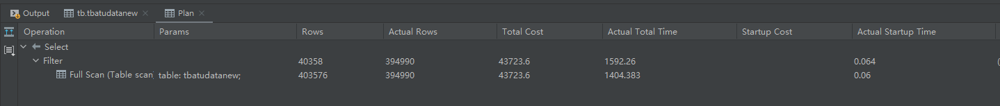 Output tb.tbatudatanew Plan
Operation Params Rows Actual Rows Total Cost Actual Total Time Startup Cost Actual Startup Time
Select
Filter 40358 394990 43723.6 1592.26 0.064 (
Full Scan (Table scan) table: tbatudatanew; 403576 394990 43723.6 1404.383 0.06